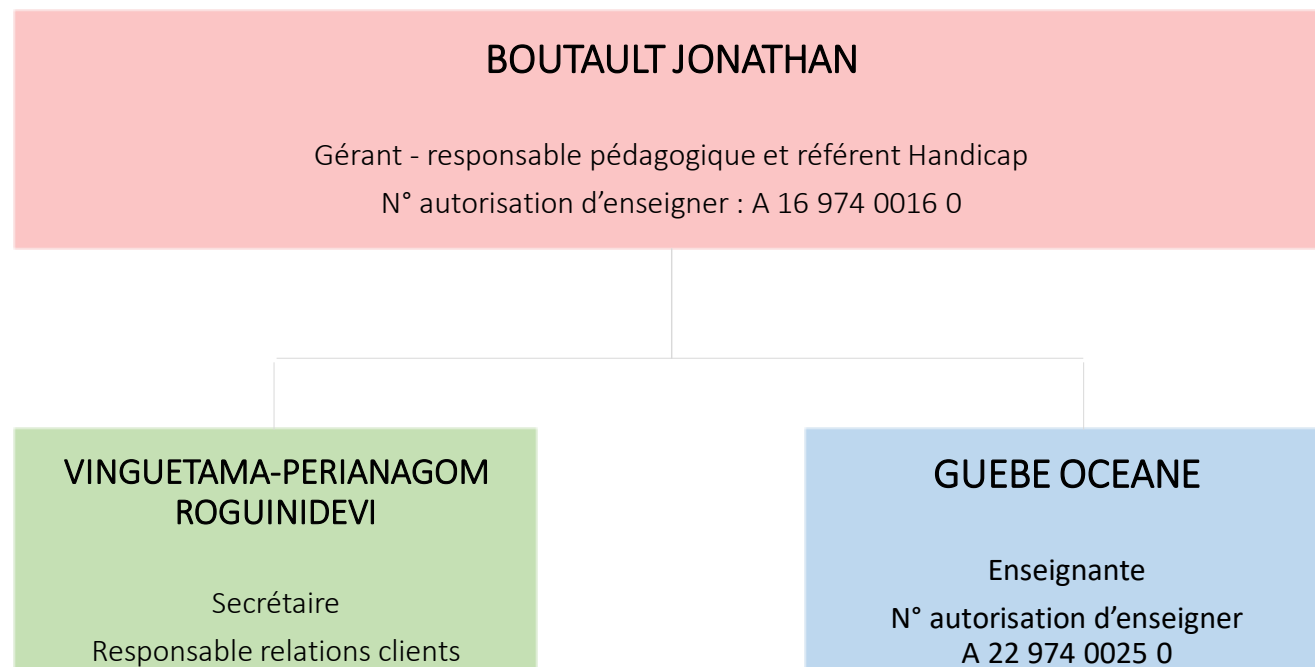 BOUTAULT JONATHAN
Gérant - responsable pédagogique et référent Handicap
N° autorisation d’enseigner : A 16 974 0016 0
VINGUETAMA-PERIANAGOM
ROGUINIDEVI
Secrétaire
Responsable relations clients
GUEBE OCEANE
Enseignante
N° autorisation d’enseigner
A 22 974 0025 0